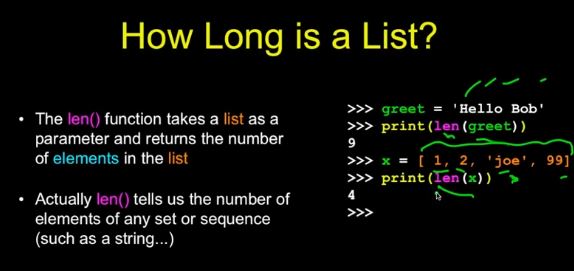 How Long is a List?
• The len() function takes a list as a
parameter and returns the number
of elements in the list
• Actually len() tells us the number of
elements of any set or sequence
(such as a string...)
>>> greet = 'Hello Bob'
>>> print(len(greet))
9
>>> x = [ 1, 2, 'joe', 99]
>>> print(len(x))
4
>>>